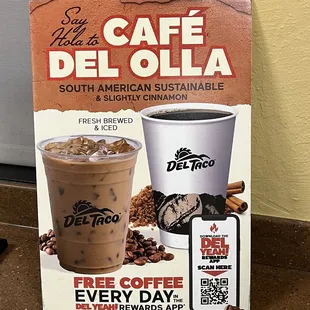 Say
Hola to
CAFÉ
DEL OLLA
SOUTH AMERICAN SUSTAINABLE
& SLIGHTLY CINNAMON
FRESH BREWED
& ICED
DEL TACO
DEL TACO
DOWNLOAD THE
DEL
YEAH!
REWARDS
APP
SCAN HERE
FREE COFFEE
EVERY DAY IN THE
DEL YEAH! REWARDS APP*